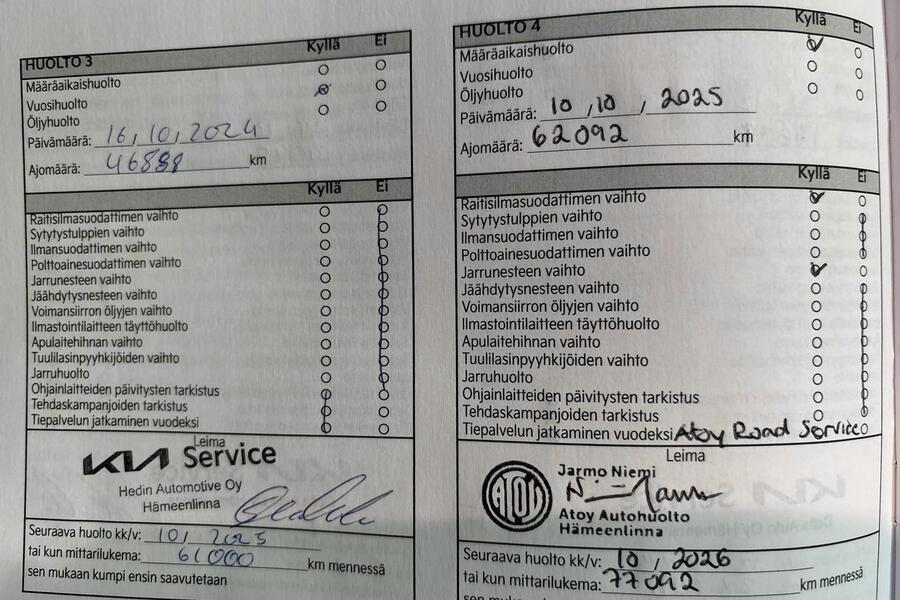 HUOLTO 3
Kyllä Ei
Määräaikaishuolto
Vuosihuolto
Öljyhuolto
Päivämäärä: 16, 10, 2024
Ajomäärä: km
Kyllä Ei
Raitisilmasuodattimen vaihto
Sytytystulppien vaihto
Ilmansuodattimen vaihto
Polttoainesuodattimen vaihto
Jarrunesteen vaihto
Jäähdytysnesteen vaihto
Voimansiirron öljyjen vaihto
Ilmastointilaitteen täyttöhuolto
Apulaitehihnan vaihto
Tuulilasinpyyhkijöiden vaihto
Jarruhuolto
Ohjainlaitteiden päivitysten tarkistus
Tehdaskampanjoiden tarkistus
Tiepalvelun jatkaminen vuodeksi
Leima
KIA Service
Hedin Automotive Oy
Hämeenlinna
Seuraava huolto kk/v: 10, 2025
tai kun mittarilukema: 61000 km mennessä
sen mukaan kumpi ensin saavutetaan
HUOLTO 4
Kyllä Ei
Määräaikaishuolto
Vuosihuolto
Öljyhuolto
Päivämäärä: 10, 10, 2025
Ajomäärä: 62092 km
Kyllä Ei
Raitisilmasuodattimen vaihto
Sytytystulppien vaihto
Ilmansuodattimen vaihto
Polttoainesuodattimen vaihto
Jarrunesteen vaihto
Jäähdytysnesteen vaihto
Voimansiirron öljyjen vaihto
Ilmastointilaitteen täyttöhuolto
Apulaitehihnan vaihto
Tuulilasinpyyhkijöiden vaihto
Jarruhuolto
Ohjainlaitteiden päivitysten tarkistus
Tehdaskampanjoiden tarkistus
Tiepalvelun jatkaminen vuodeksi Atoy Road Service
Leima
ATOY
Jarmo Niemi
Atoy Autohuolto
Hämeenlinna
Seuraava huolto kk/v: 10, 2026
tai kun mittarilukema: 77092 km mennessä